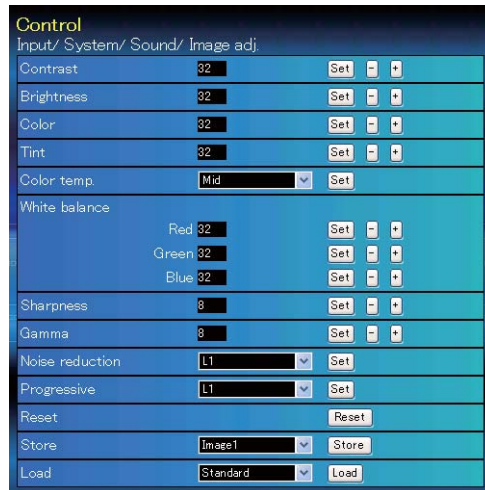 Control
Input/ System/ Sound/ Image adj.
Contrast 32 Set - +
Brightness 32 Set - +
Color 32 Set - +
Tint 32 Set - +
Color temp. Mid Set
White balance
Red 32 Set - +
Green 32 Set - +
Blue 32 Set - +
Sharpness 8 Set - +
Gamma 8 Set - +
Noise reduction L1 Set
Progressive L1 Set
Reset Reset
Store Image1 Store
Load Standard Load